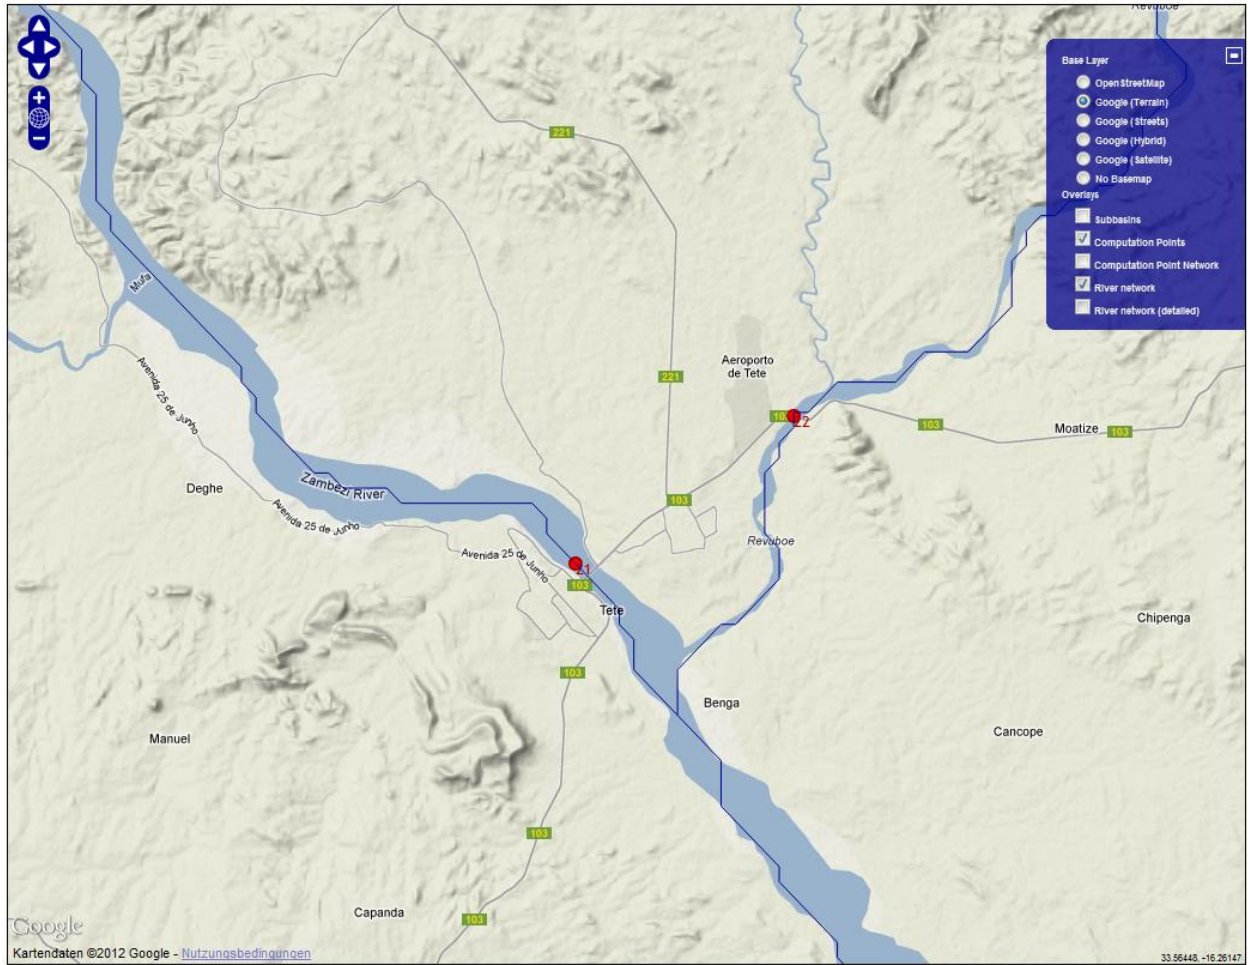 Revuboe
Base Layer
OpenStreetMap
Google (Terrain)
Google (Streets)
Google (Hybrid)
Google (Satellite)
No Basemap
Overlays
Subbasins
Computation Points
Computation Point Network
River network
River network (detailed)
+
−
221
Mufa
Avenida 25 de Junho
221
Aeroporto
de Tete
103
22
103
Moatize
103
Deghe
Zambezi River
Avenida 25 de Junho
103
Revuboe
Avenida 25 de Junho
21
103
Tete
Chipenga
103
Benga
Manuel
Cancope
103
Capanda
103
Google
Kartendaten ©2012 Google - Nutzungsbedingungen
33.56448, -16.26147